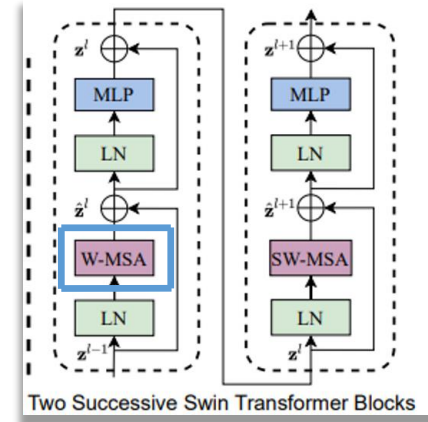 z^l z^{l+1}
MLP MLP
LN LN
ẑ^l ẑ^{l+1}
W-MSA SW-MSA
LN LN
z^{l-1} z^l
Two Successive Swin Transformer Blocks